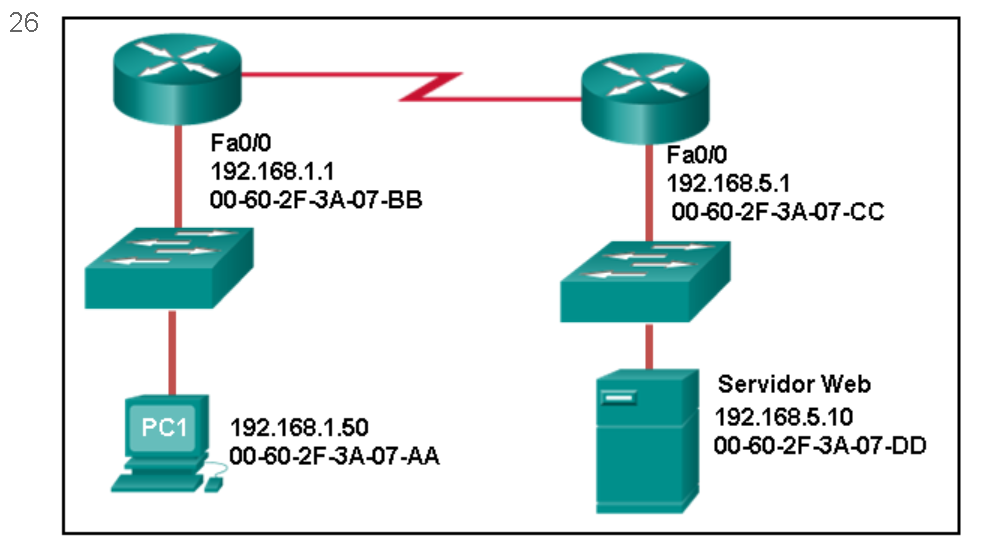 26
Fa0/0
192.168.1.1
00-60-2F-3A-07-BB
Fa0/0
192.168.5.1
00-60-2F-3A-07-CC
PC1
192.168.1.50
00-60-2F-3A-07-AA
Servidor Web
192.168.5.10
00-60-2F-3A-07-DD